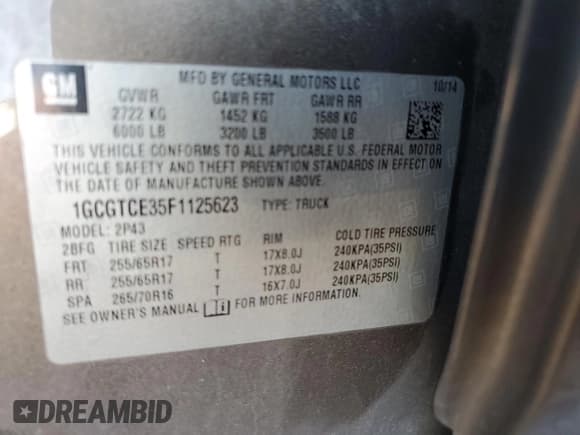 GM
MFD BY GENERAL MOTORS LLC
10/14
GVWR GAWR FRT GAWR RR
2722 KG 1452 KG 1588 KG
6000 LB 3200 LB 3500 LB
THIS VEHICLE CONFORMS TO ALL APPLICABLE U.S. FEDERAL MOTOR
VEHICLE SAFETY AND THEFT PREVENTION STANDARDS IN EFFECT ON
THE DATE OF MANUFACTURE SHOWN ABOVE.
1GCGTCE35F1125623 TYPE: TRUCK
MODEL: 2P43
2BFG TIRE SIZE SPEED RTG RIM COLD TIRE PRESSURE
FRT 255/65R17 T 17X8.0J 240KPA(35PSI)
RR 255/65R17 T 17X8.0J 240KPA(35PSI)
SPA 265/70R16 T 16X7.0J 240KPA(35PSI)
SEE OWNER'S MANUAL FOR MORE INFORMATION.
DREAMBID